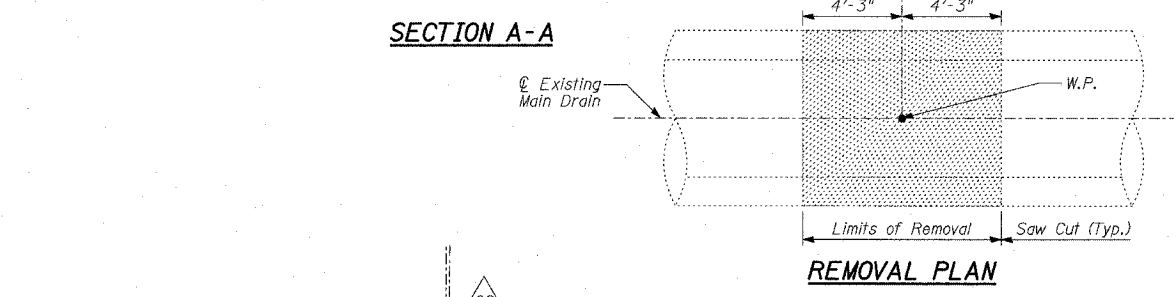 4'-3" 4'-3"
SECTION A-A
℄ Existing
Main Drain
W.P.
Limits of Removal
Saw Cut (Typ.)
REMOVAL PLAN